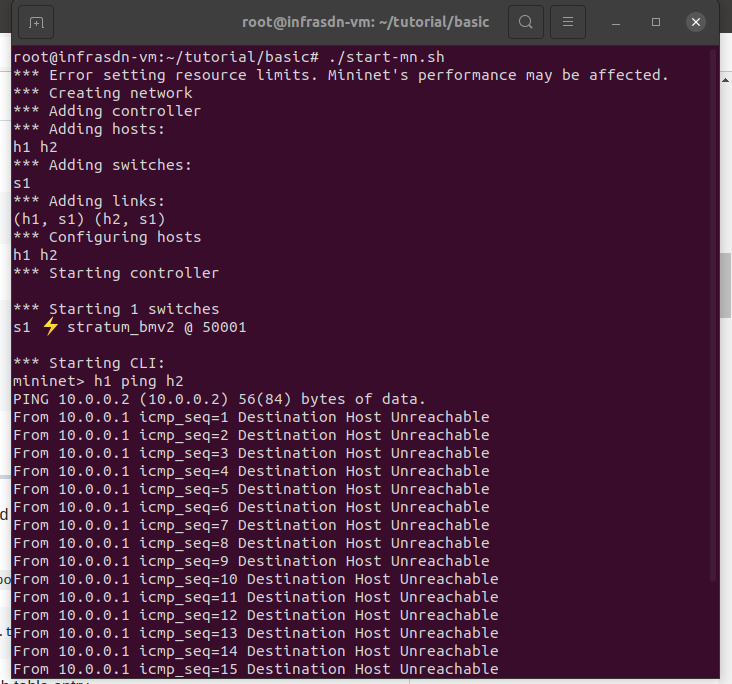 root@infrasdn-vm: ~/tutorial/basic
root@infrasdn-vm:~/tutorial/basic# ./start-mn.sh
*** Error setting resource limits. Mininet's performance may be affected.
*** Creating network
*** Adding controller
*** Adding hosts:
h1 h2
*** Adding switches:
s1
*** Adding links:
(h1, s1) (h2, s1)
*** Configuring hosts
h1 h2
*** Starting controller

*** Starting 1 switches
s1 ⚡ stratum_bmv2 @ 50001

*** Starting CLI:
mininet> h1 ping h2
PING 10.0.0.2 (10.0.0.2) 56(84) bytes of data.
From 10.0.0.1 icmp_seq=1 Destination Host Unreachable
From 10.0.0.1 icmp_seq=2 Destination Host Unreachable
From 10.0.0.1 icmp_seq=3 Destination Host Unreachable
From 10.0.0.1 icmp_seq=4 Destination Host Unreachable
From 10.0.0.1 icmp_seq=5 Destination Host Unreachable
From 10.0.0.1 icmp_seq=6 Destination Host Unreachable
From 10.0.0.1 icmp_seq=7 Destination Host Unreachable
From 10.0.0.1 icmp_seq=8 Destination Host Unreachable
From 10.0.0.1 icmp_seq=9 Destination Host Unreachable
From 10.0.0.1 icmp_seq=10 Destination Host Unreachable
From 10.0.0.1 icmp_seq=11 Destination Host Unreachable
From 10.0.0.1 icmp_seq=12 Destination Host Unreachable
From 10.0.0.1 icmp_seq=13 Destination Host Unreachable
From 10.0.0.1 icmp_seq=14 Destination Host Unreachable
From 10.0.0.1 icmp_seq=15 Destination Host Unreachable